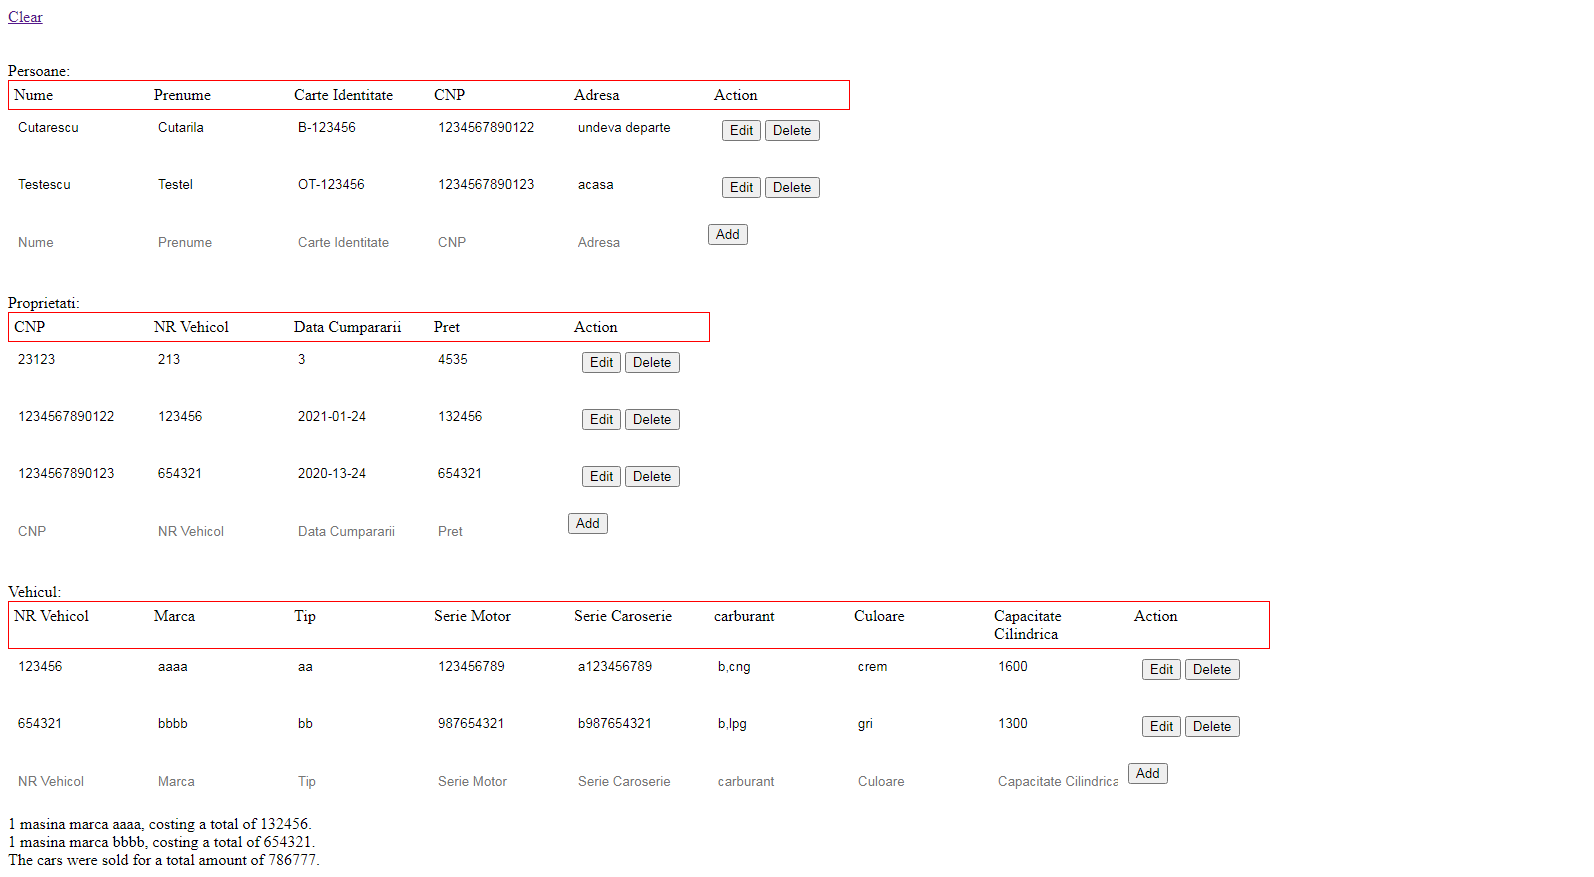 Clear
Persoane:
Nume Prenume Carte Identitate CNP Adresa Action
Cutarescu Cutarila B-123456 1234567890122 undeva departe Edit Delete
Testescu Testel OT-123456 1234567890123 acasa Edit Delete
Nume Prenume Carte Identitate CNP Adresa Add
Proprietati:
CNP NR Vehicol Data Cumpararii Pret Action
23123 213 3 4535 Edit Delete
1234567890122 123456 2021-01-24 132456 Edit Delete
1234567890123 654321 2020-13-24 654321 Edit Delete
CNP NR Vehicol Data Cumpararii Pret Add
Vehicul:
NR Vehicol Marca Tip Serie Motor Serie Caroserie carburant Culoare Capacitate Cilindrica Action
123456 aaaa aa 123456789 a123456789 b,cng crem 1600 Edit Delete
654321 bbbb bb 987654321 b987654321 b,lpg gri 1300 Edit Delete
NR Vehicol Marca Tip Serie Motor Serie Caroserie carburant Culoare Capacitate Cilindrica Add
1 masina marca aaaa, costing a total of 132456.
1 masina marca bbbb, costing a total of 654321.
The cars were sold for a total amount of 786777.